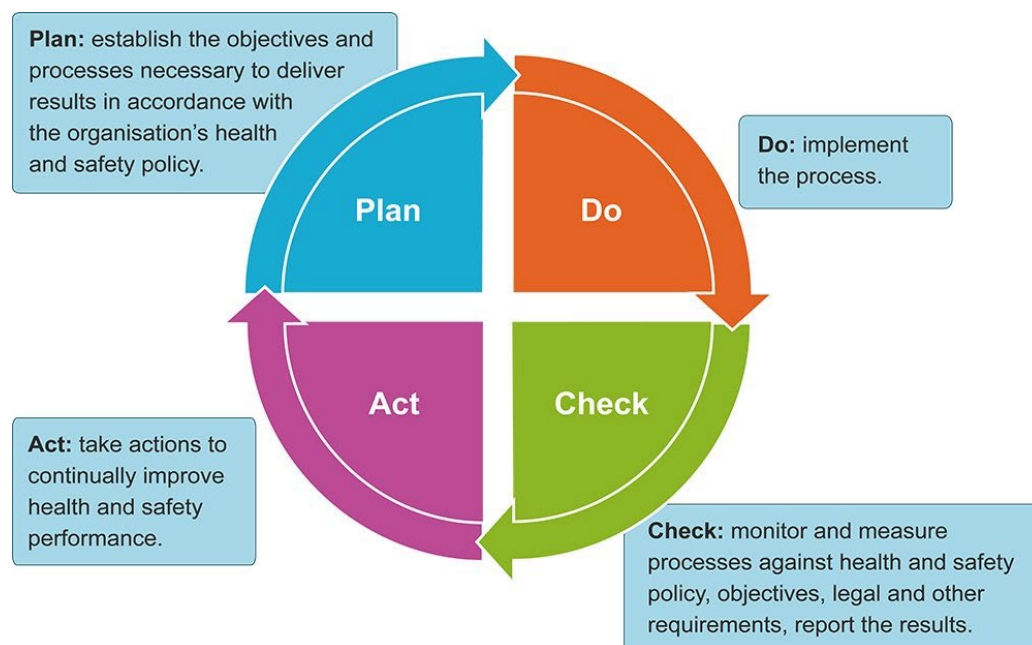 Plan: establish the objectives and
processes necessary to deliver
results in accordance with
the organisation’s health
and safety policy.
Plan
Do
Do: implement
the process.
Act
Check
Act: take actions to
continually improve
health and safety
performance.
Check: monitor and measure
processes against health and safety
policy, objectives, legal and other
requirements, report the results.